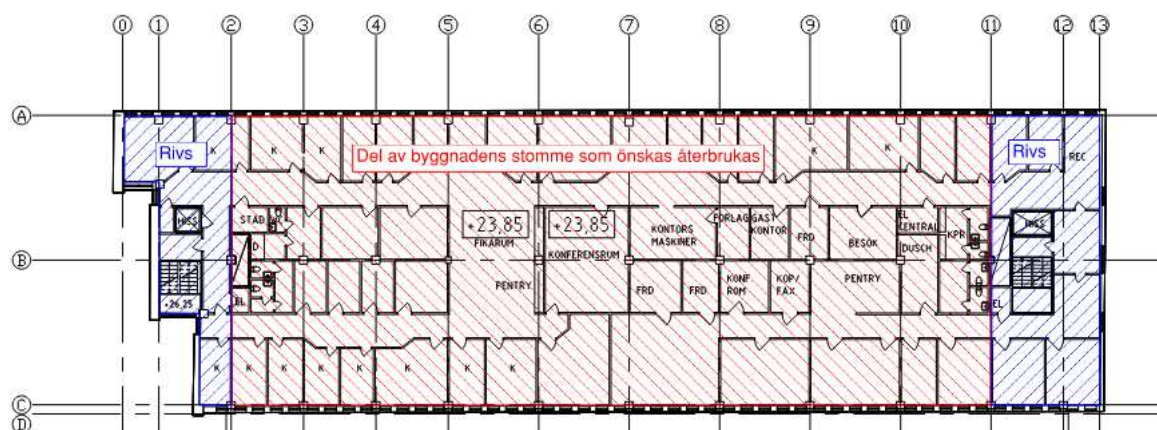 0 1 2 3 4 5 6 7 8 9 10 11 12 13
A
K K K K K
Rivs
Del av byggnadens stomme som önskas återbrukas
Rivs
REC
HISS
STÄD
+23,85
FIKARUM
+23,85
KONFERENSRUM
KONTORS
MASKINER
FÖRLAG
GAST
KONTOR
FRD
BESÖK
EL
CENTRAL
KPR
HISS
DUSCH
B
D
+26,25
EL
PENTRY
FRD
FRD
KONF.
ROM
KOP/
FAX
PENTRY
EL
K K K K K K K K
C
D